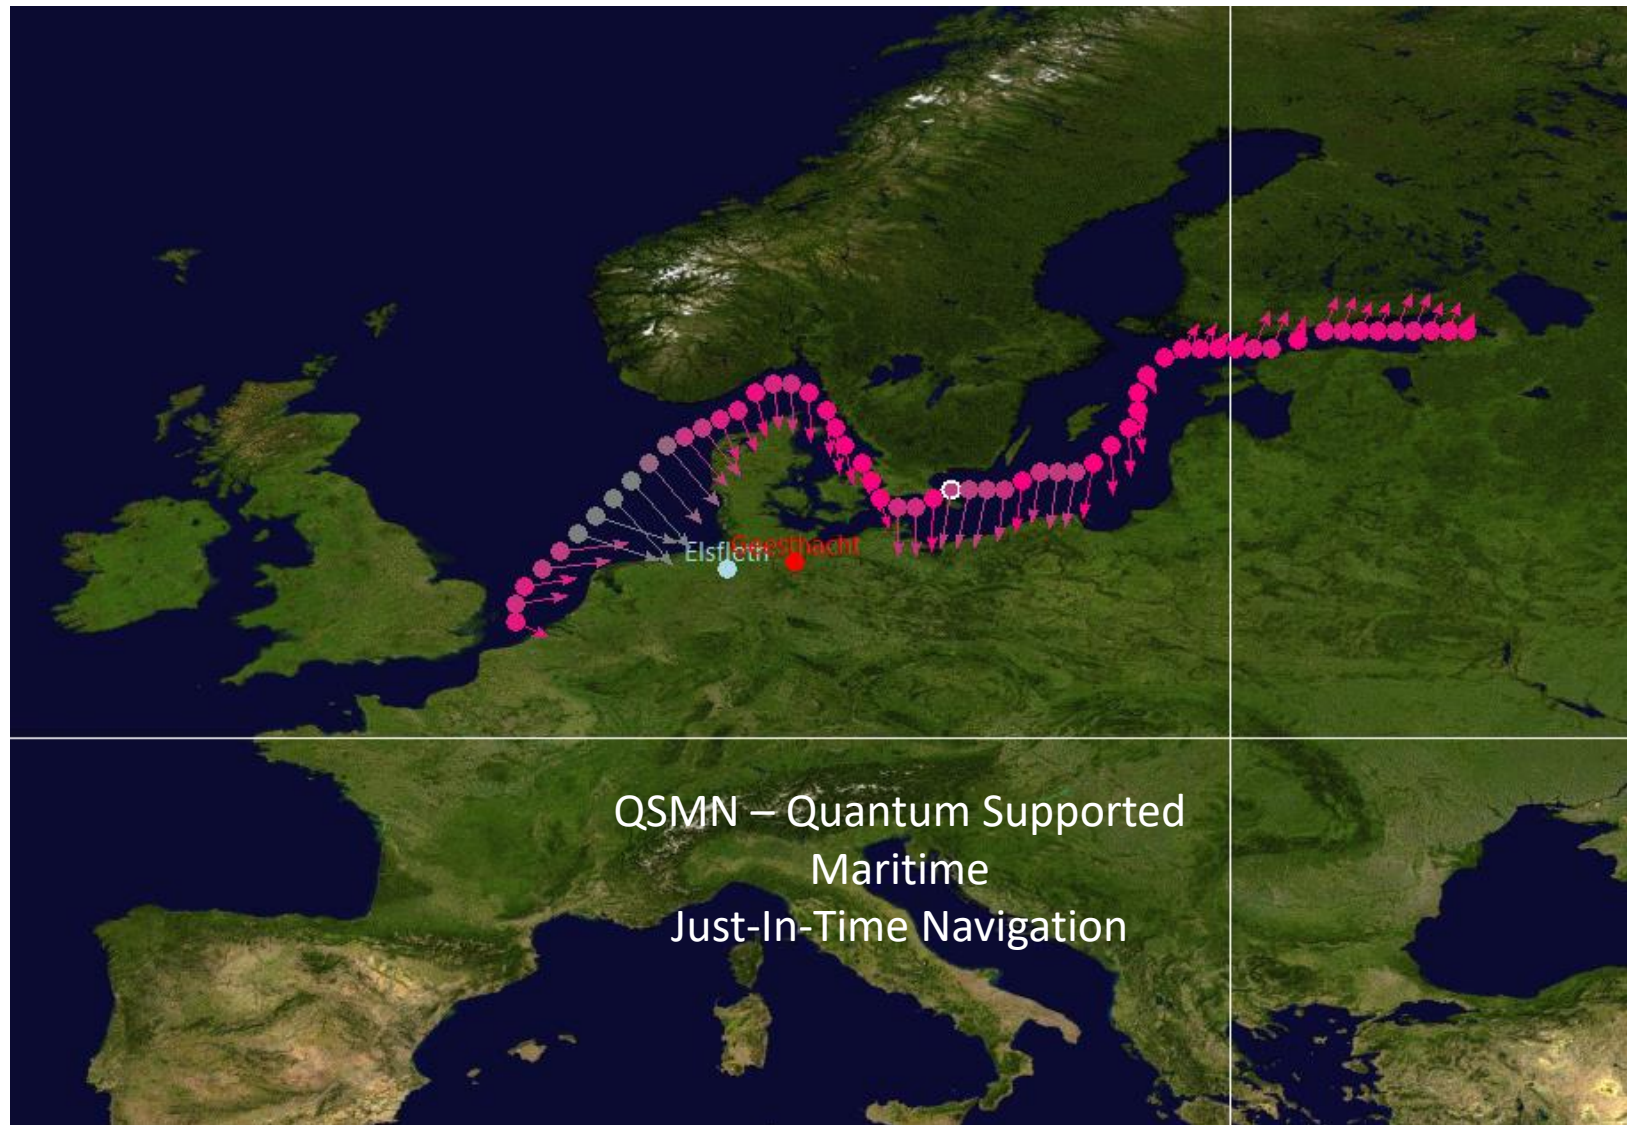 Elsfleth
Geesthacht
QSMN – Quantum Supported
Maritime
Just-In-Time Navigation